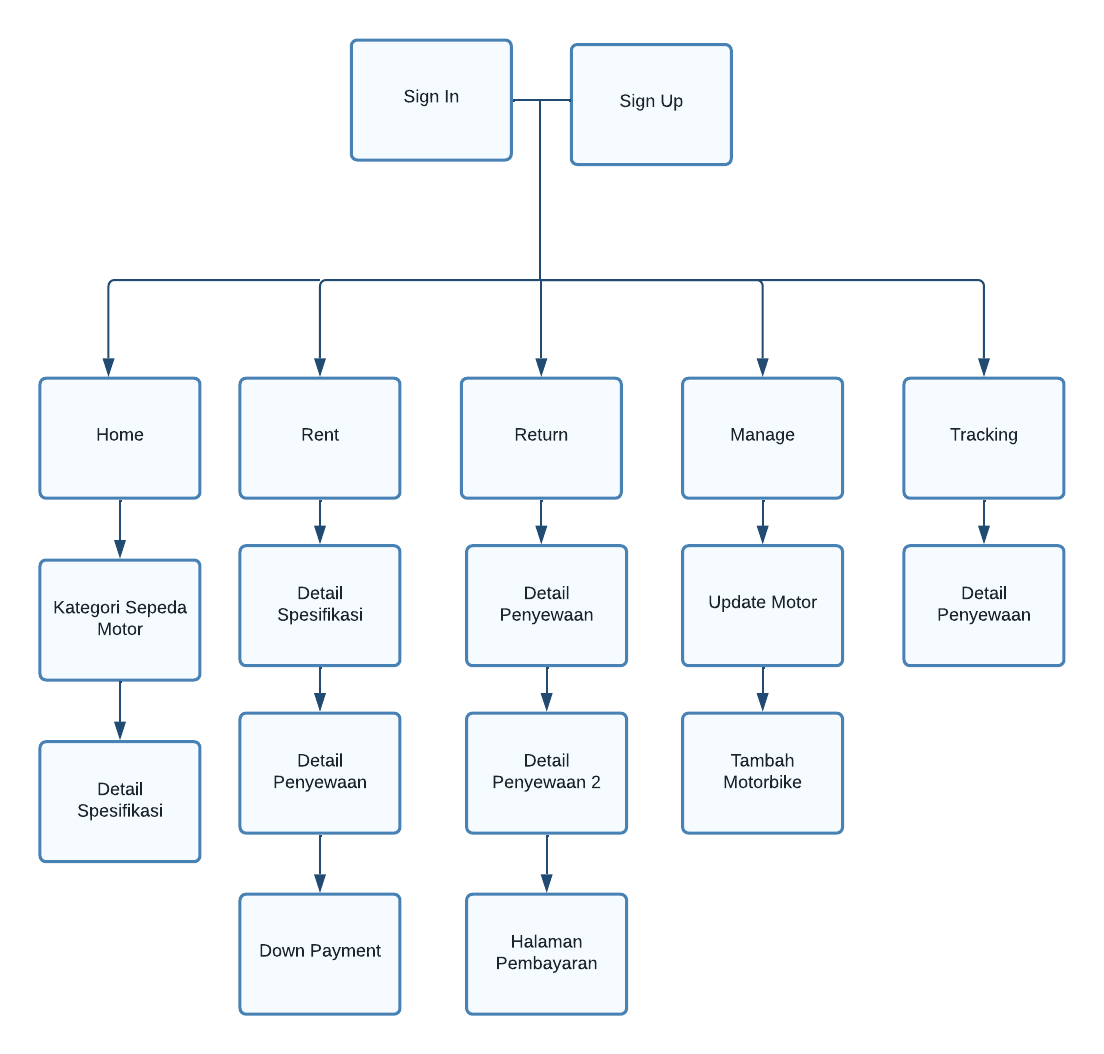 Sign In
Sign Up
Home
Rent
Return
Manage
Tracking
Kategori Sepeda
Motor
Detail
Spesifikasi
Detail
Penyewaan
Update Motor
Detail
Penyewaan
Detail
Spesifikasi
Detail
Penyewaan
Detail
Penyewaan 2
Tambah
Motorbike
Down Payment
Halaman
Pembayaran